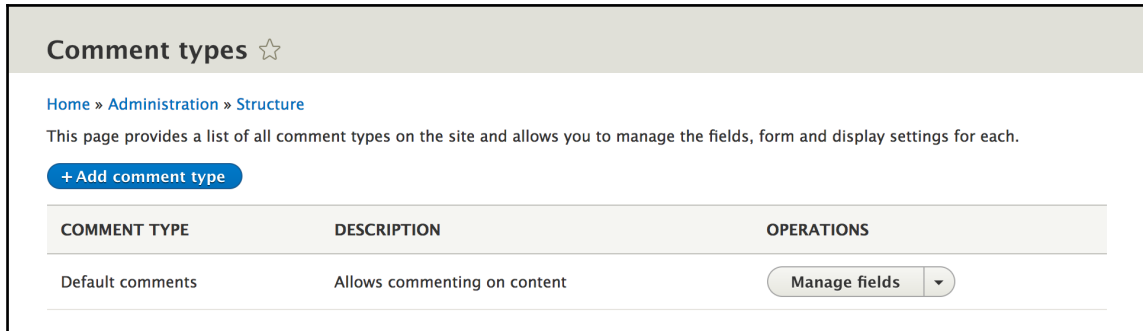 Comment types
Home » Administration » Structure
This page provides a list of all comment types on the site and allows you to manage the fields, form and display settings for each.
+ Add comment type
COMMENT TYPE DESCRIPTION OPERATIONS
Default comments Allows commenting on content Manage fields